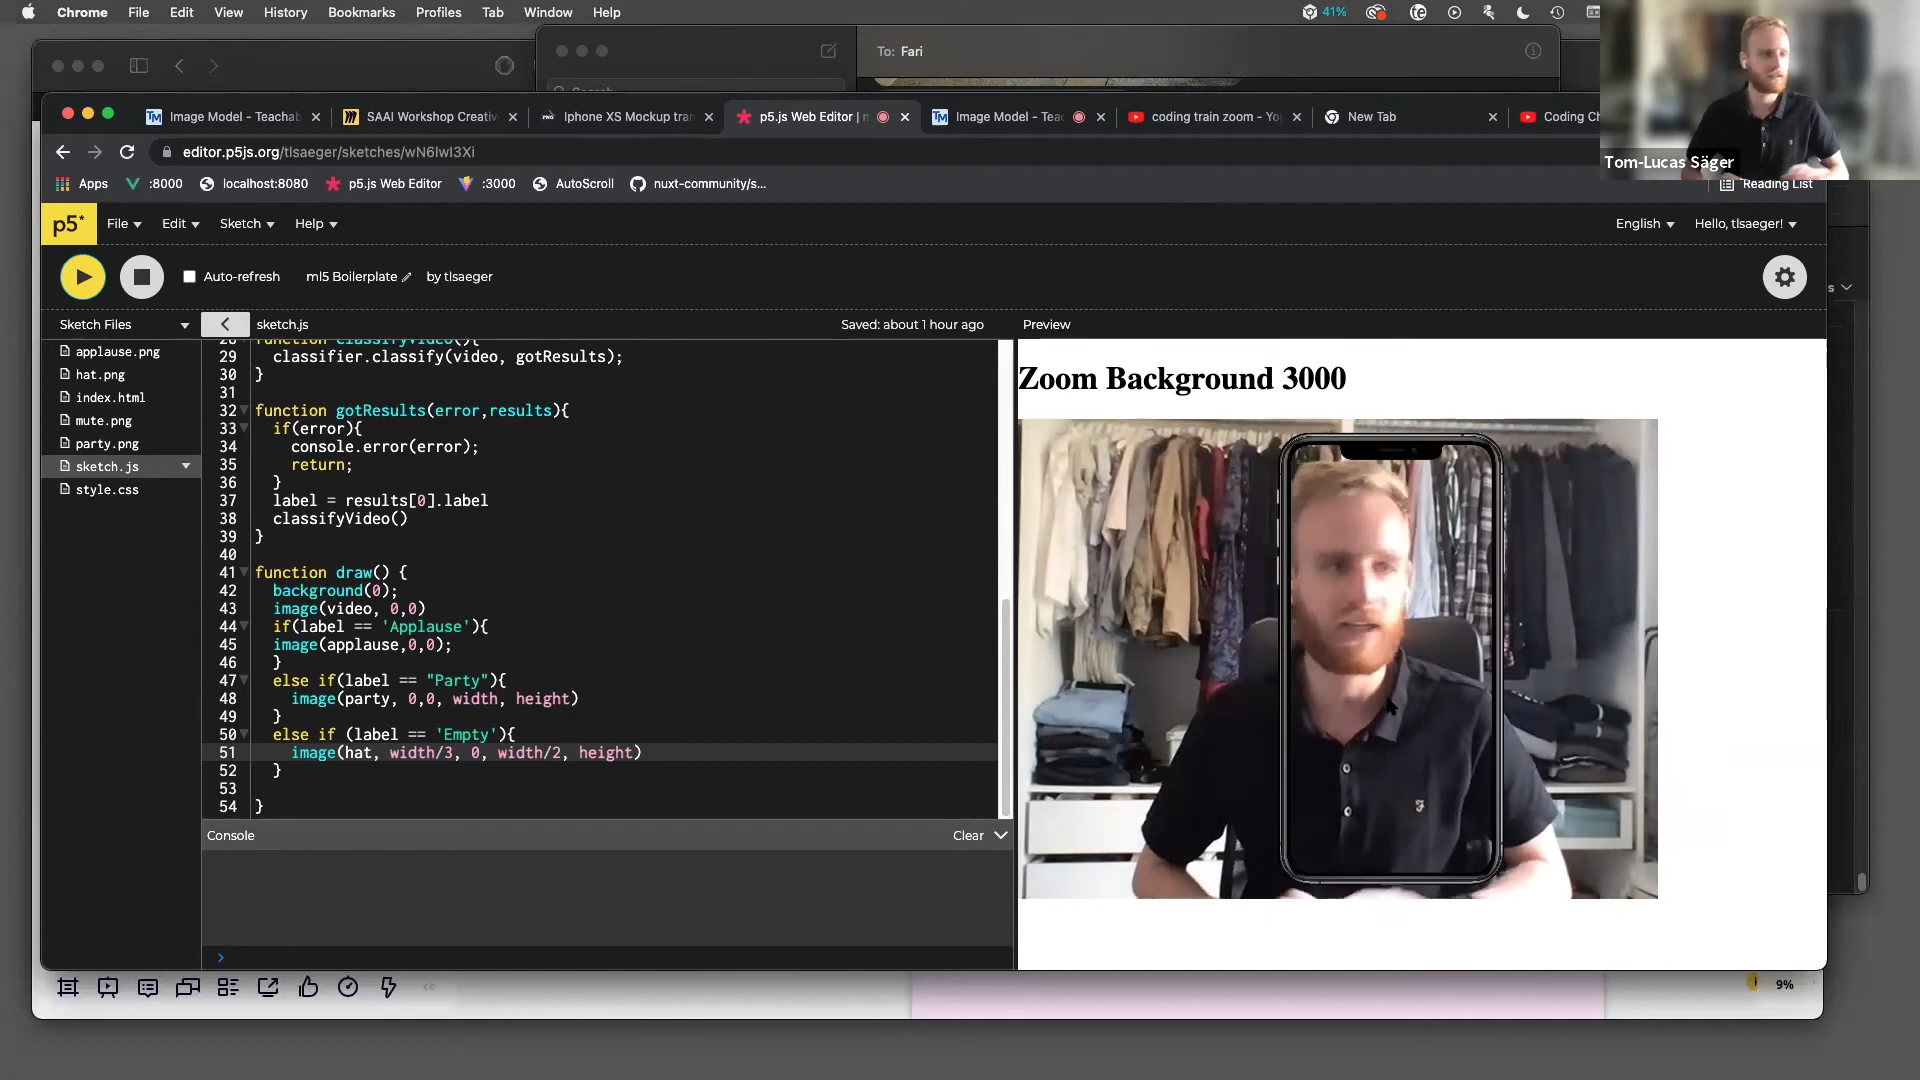 Chrome File Edit View History Bookmarks Profiles Tab Window Help 41%
To: Fari
Search
Image Model - Teachab SAAI Workshop Creativ Iphone XS Mockup tran p5.js Web Editor | n Image Model - Tea coding train zoom - Yo New Tab Coding Ch
editor.p5js.org/tlsaeger/sketches/wN6lwI3Xi
Tom-Lucas Säger
Apps :8000 localhost:8080 p5.js Web Editor :3000 AutoScroll nuxt-community/s... Reading List
p5* File Edit Sketch Help English Hello, tlsaeger!
Auto-refresh ml5 Boilerplate by tlsaeger
s
Sketch Files sketch.js Saved: about 1 hour ago Preview
applause.png
hat.png
index.html
mute.png
party.png
sketch.js
style.css
28 function classifyVideo(){
29 classifier.classify(video, gotResults);
30 }
31
32 function gotResults(error,results){
33 if(error){
34 console.error(error);
35 return;
36 }
37 label = results[0].label
38 classifyVideo()
39 }
40
41 function draw() {
42 background(0);
43 image(video, 0,0)
44 if(label == 'Applause'){
45 image(applause,0,0);
46 }
47 else if(label == "Party"){
48 image(party, 0,0, width, height)
49 }
50 else if (label == 'Empty'){
51 image(hat, width/3, 0, width/2, height)
52 }
53
54 }
Zoom Background 3000
Console Clear
>
9%